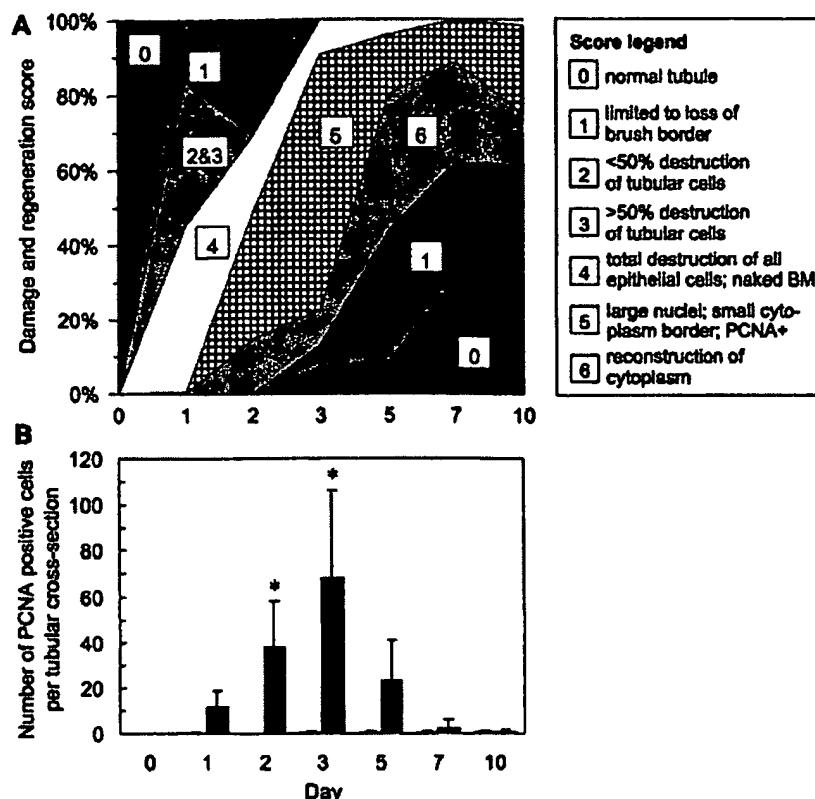 A
Damage and regeneration score
100%
80%
60%
40%
20%
0%
0
1
2&3
4
5
6
1
0
0 1 2 3 5 7 10
Score legend
0 normal tubule
1 limited to loss of
brush border
2 <50% destruction
of tubular cells
3 >50% destruction
of tubular cells
4 total destruction of all
epithelial cells; naked BM
5 large nuclei; small cyto-
plasm border; PCNA+
6 reconstruction of
cytoplasm
B
Number of PCNA positive cells
per tubular cross-section
120
100
80
60
40
20
0
*
*
0 1 2 3 5 7 10
Day